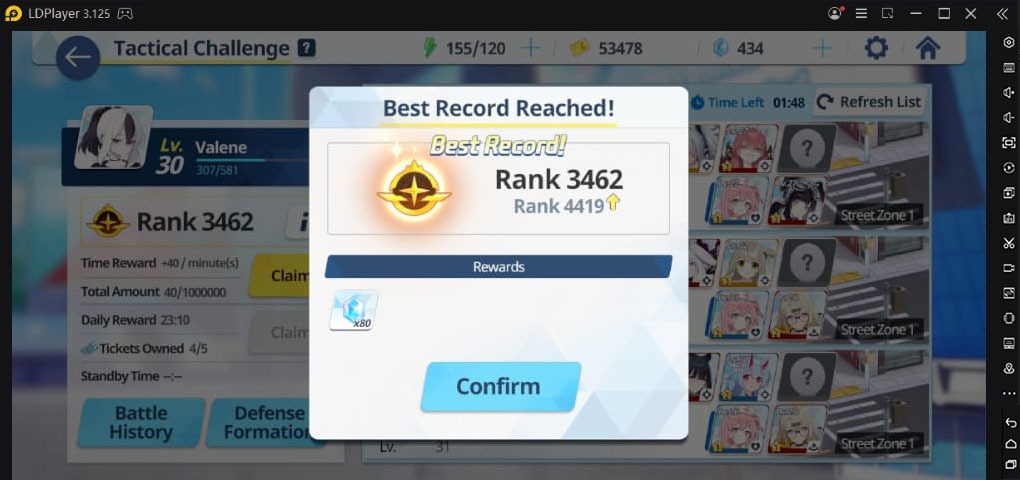 LDPlayer 3.125
Tactical Challenge ?
155/120
53478
434
Best Record Reached!
Best Record!
Rank 3462
Rank 4419
Rewards
x80
Confirm
Lv. 30
Valene
307/581
Rank 3462
i
Time Reward +40 / minute(s)
Claim
Total Amount 40/1000000
Daily Reward 23:10
Claim
Tickets Owned 4/5
Standby Time --:--
Battle History
Defense Formation
Time Left 01:48
Refresh List
?
Street Zone 1
?
Street Zone 1
?
Street Zone 1
Lv. 31